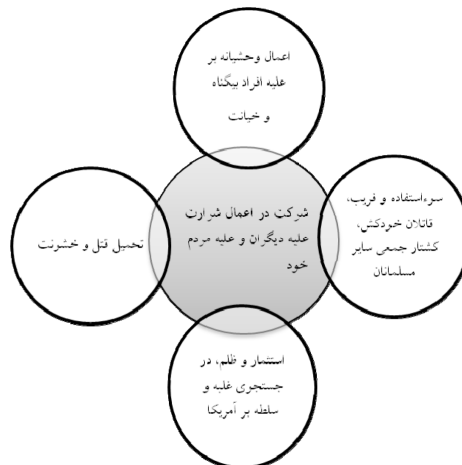 اعمال وحشیانه بر
علیه افراد بیگناه
و خیانت
سوءاستفاده و فریب،
قاتلان خودکش،
کشتار جمعی سایر
مسلمانان
شرکت در اعمال شرارت
علیه دیگران و علیه مردم
خود
تحمیل قتل و خشونت
استثمار و ظلم، در
جستجوی غلبه و
سلطه بر آمریکا